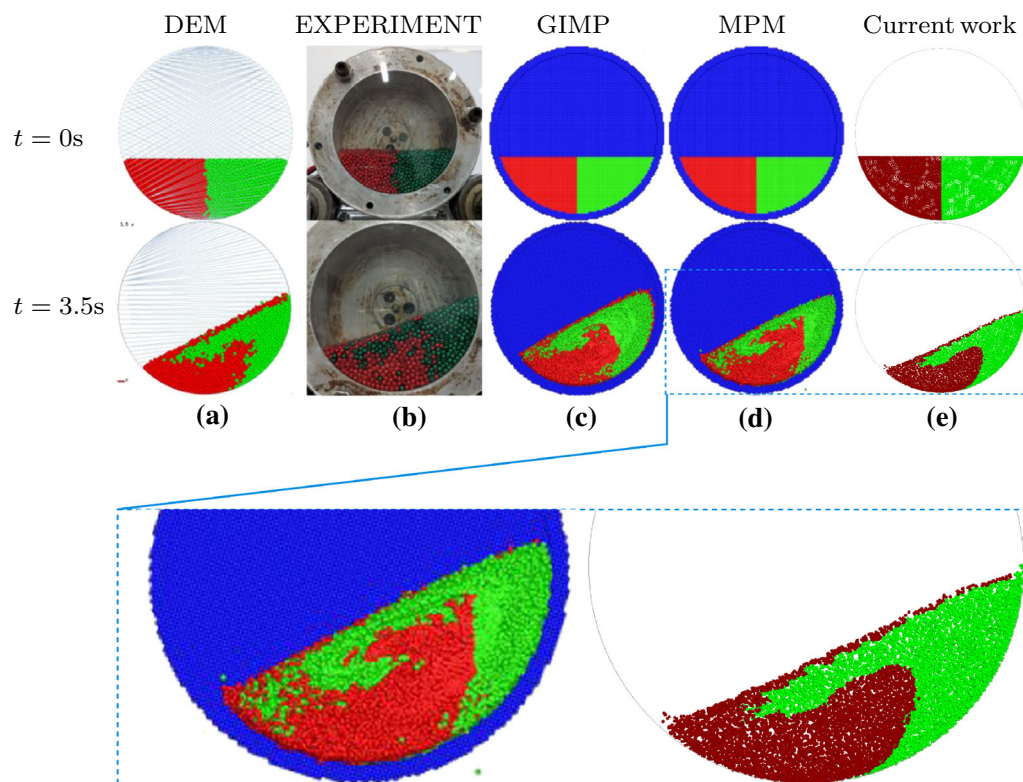 DEM EXPERIMENT GIMP MPM Current work
t = 0s
t = 3.5s
(a) (b) (c) (d) (e)